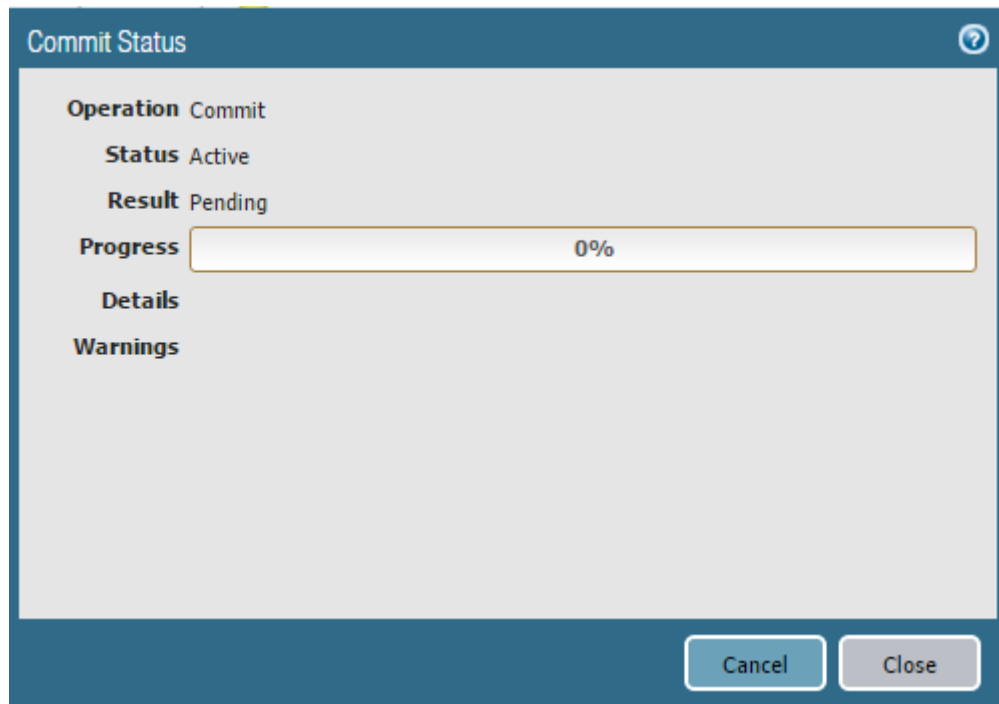 Commit Status
Operation Commit
Status Active
Result Pending
Progress 0%
Details
Warnings
Cancel Close